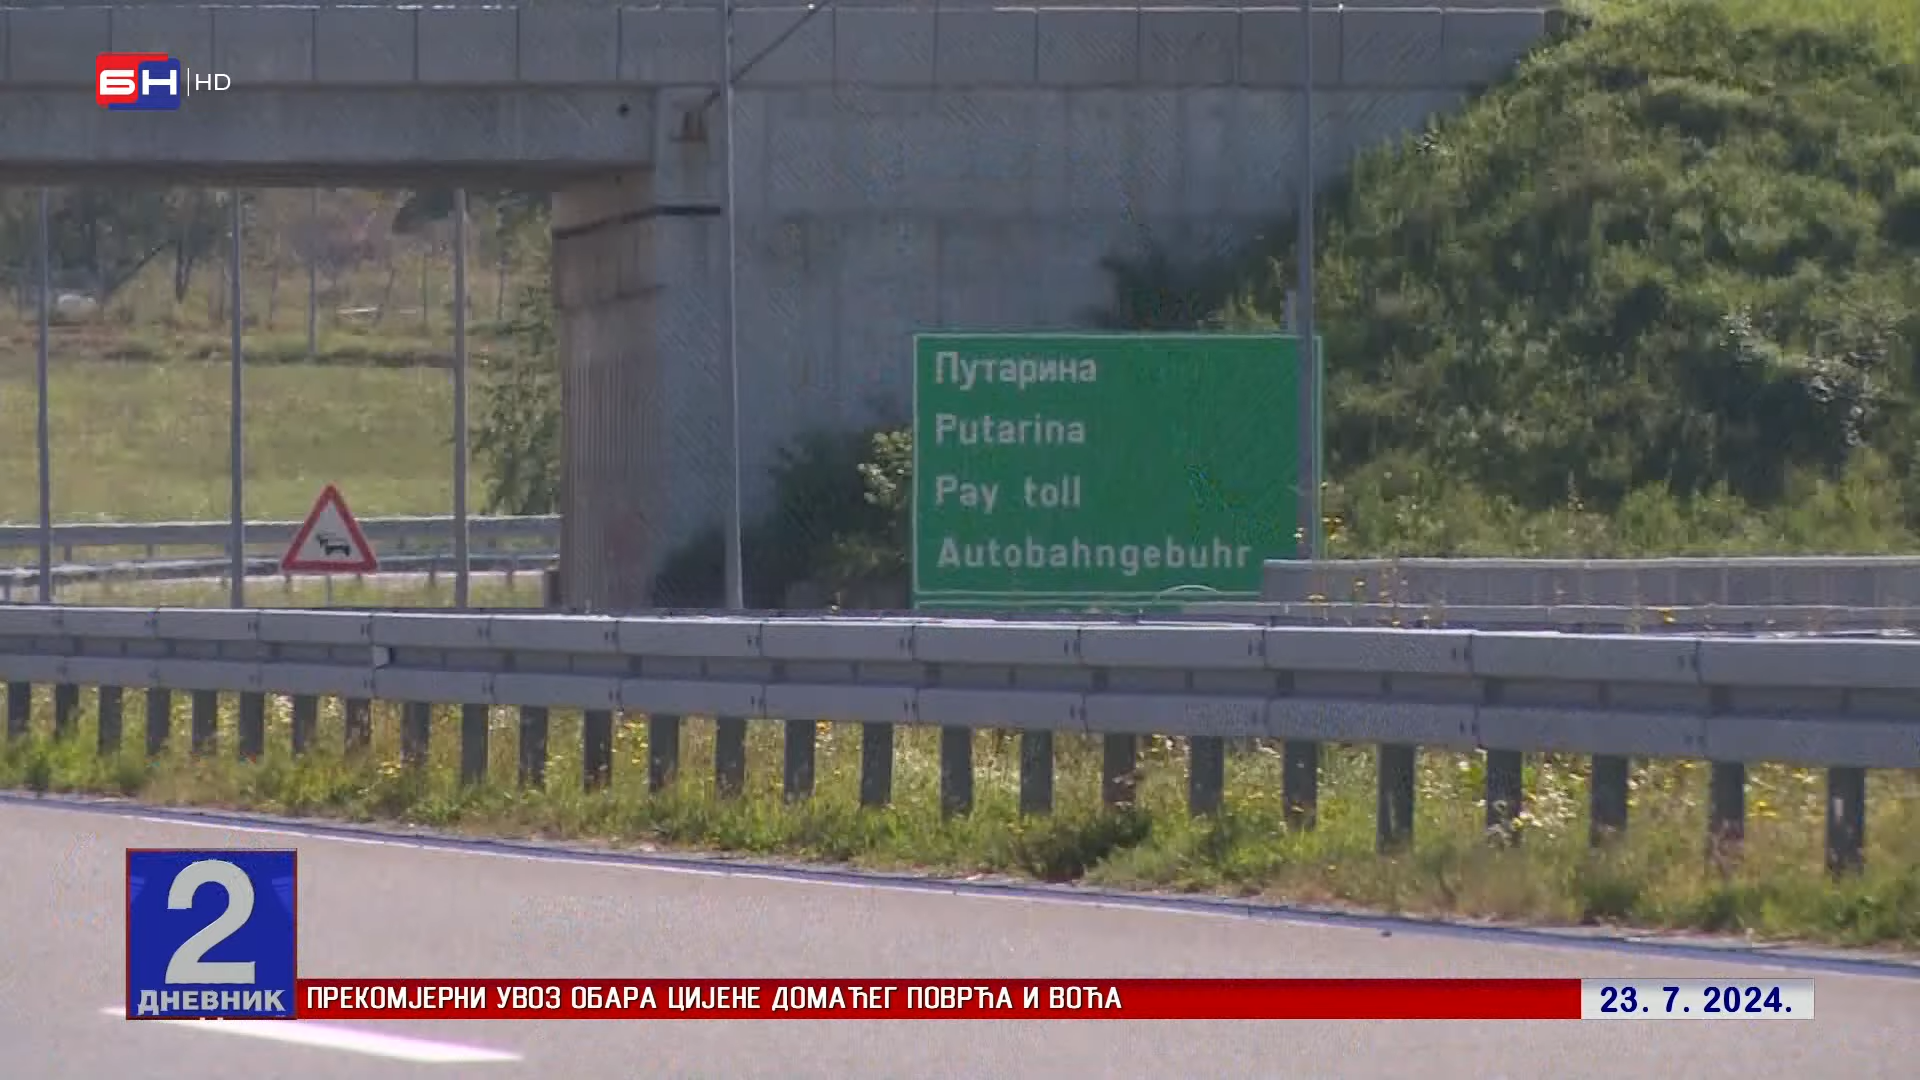 БН HD
Путарина
Putarina
Pay toll
Autobahngebuhr
2
ДНЕВНИК
ПРЕКОМЈЕРНИ УВОЗ ОБАРА ЦИЈЕНЕ ДОМАЋЕГ ПОВРЋА И ВОЋА
23. 7. 2024.